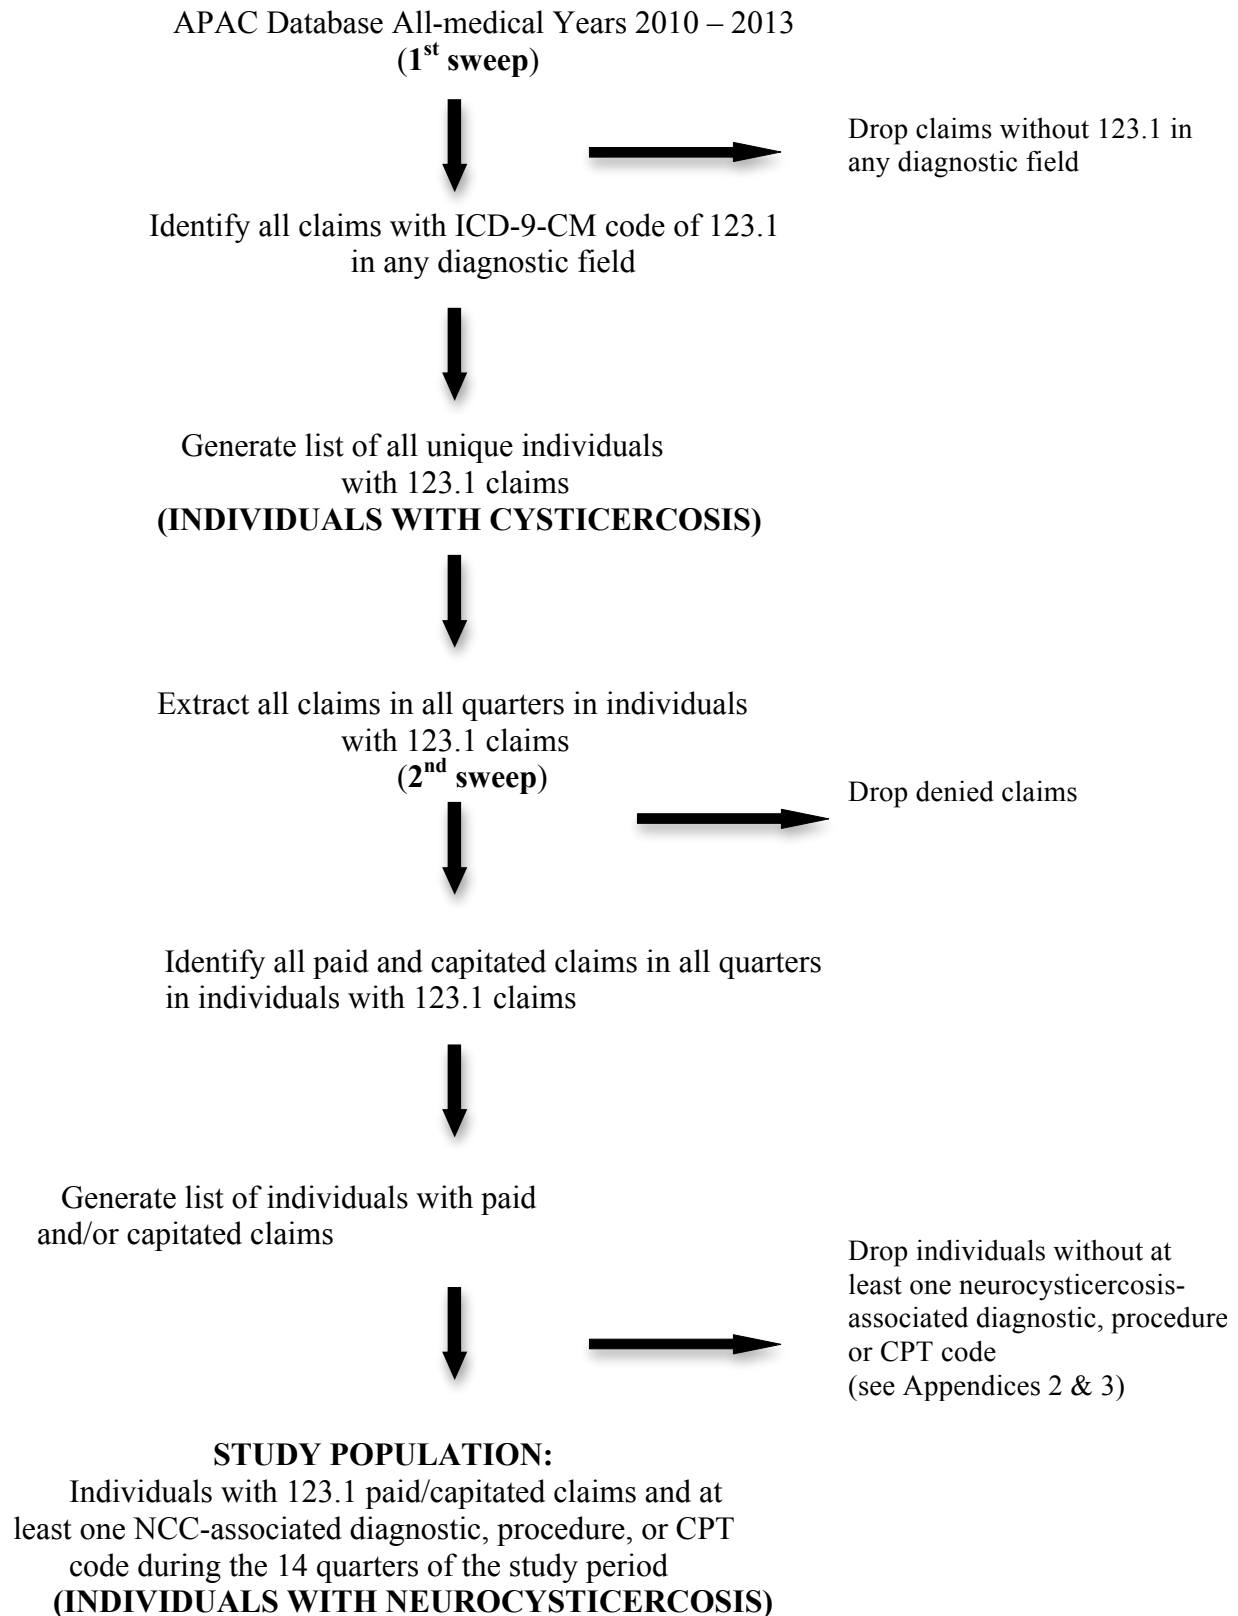 APAC Database All-medical Years 2010 – 2013
(1st sweep)
Drop claims without 123.1 in
any diagnostic field
Identify all claims with ICD-9-CM code of 123.1
in any diagnostic field
Generate list of all unique individuals
with 123.1 claims
(INDIVIDUALS WITH CYSTICERCOSIS)
Extract all claims in all quarters in individuals
with 123.1 claims
(2nd sweep)
Drop denied claims
Identify all paid and capitated claims in all quarters
in individuals with 123.1 claims
Generate list of individuals with paid
and/or capitated claims
Drop individuals without at
least one neurocysticercosis-
associated diagnostic, procedure
or CPT code
(see Appendices 2 & 3)
STUDY POPULATION:
Individuals with 123.1 paid/capitated claims and at
least one NCC-associated diagnostic, procedure, or CPT
code during the 14 quarters of the study period
(INDIVIDUALS WITH NEUROCYSTICERCOSIS)